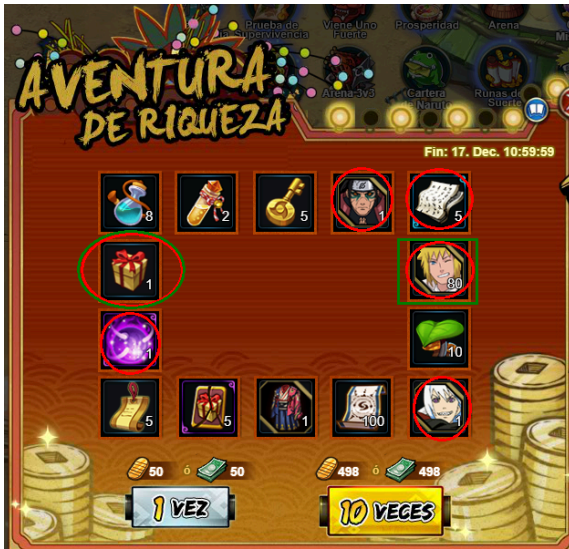 Prueba de
la Supervivencia
Viene Uno
Fuerte
Prosperidad
Arena
Arena 3v3
Cartera
de Naruto
Runas de
Suerte
AVENTURA
DE RIQUEZA
Fin: 17. Dec. 10:59:59
8
2
5
1
5
1
80
1
10
5
5
1
100
1
50 ó 50
498 ó 498
1 VEZ
10 VECES